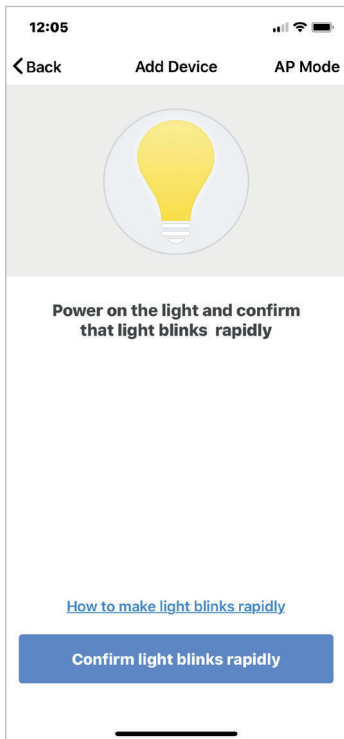 12:05
Back Add Device AP Mode
Power on the light and confirm
that light blinks rapidly
How to make light blinks rapidly
Confirm light blinks rapidly